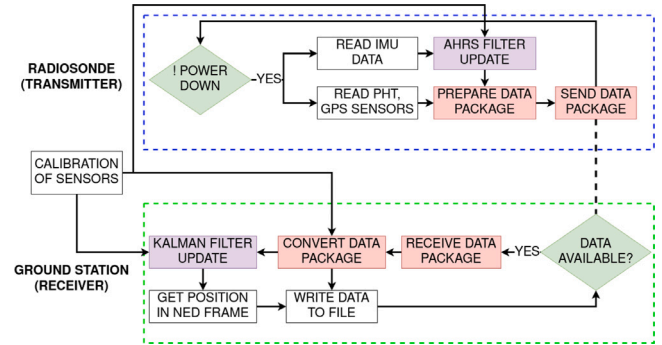 READ IMU
DATA
AHRS FILTER
UPDATE
RADIOSONDE
(TRANSMITTER)
! POWER
DOWN
YES
READ PHT,
GPS SENSORS
PREPARE DATA
PACKAGE
SEND DATA
PACKAGE
CALIBRATION
OF SENSORS
KALMAN FILTER
UPDATE
CONVERT DATA
PACKAGE
RECEIVE DATA
PACKAGE
YES
DATA
AVAILABLE?
GROUND STATION
(RECEIVER)
GET POSITION
IN NED FRAME
WRITE DATA
TO FILE